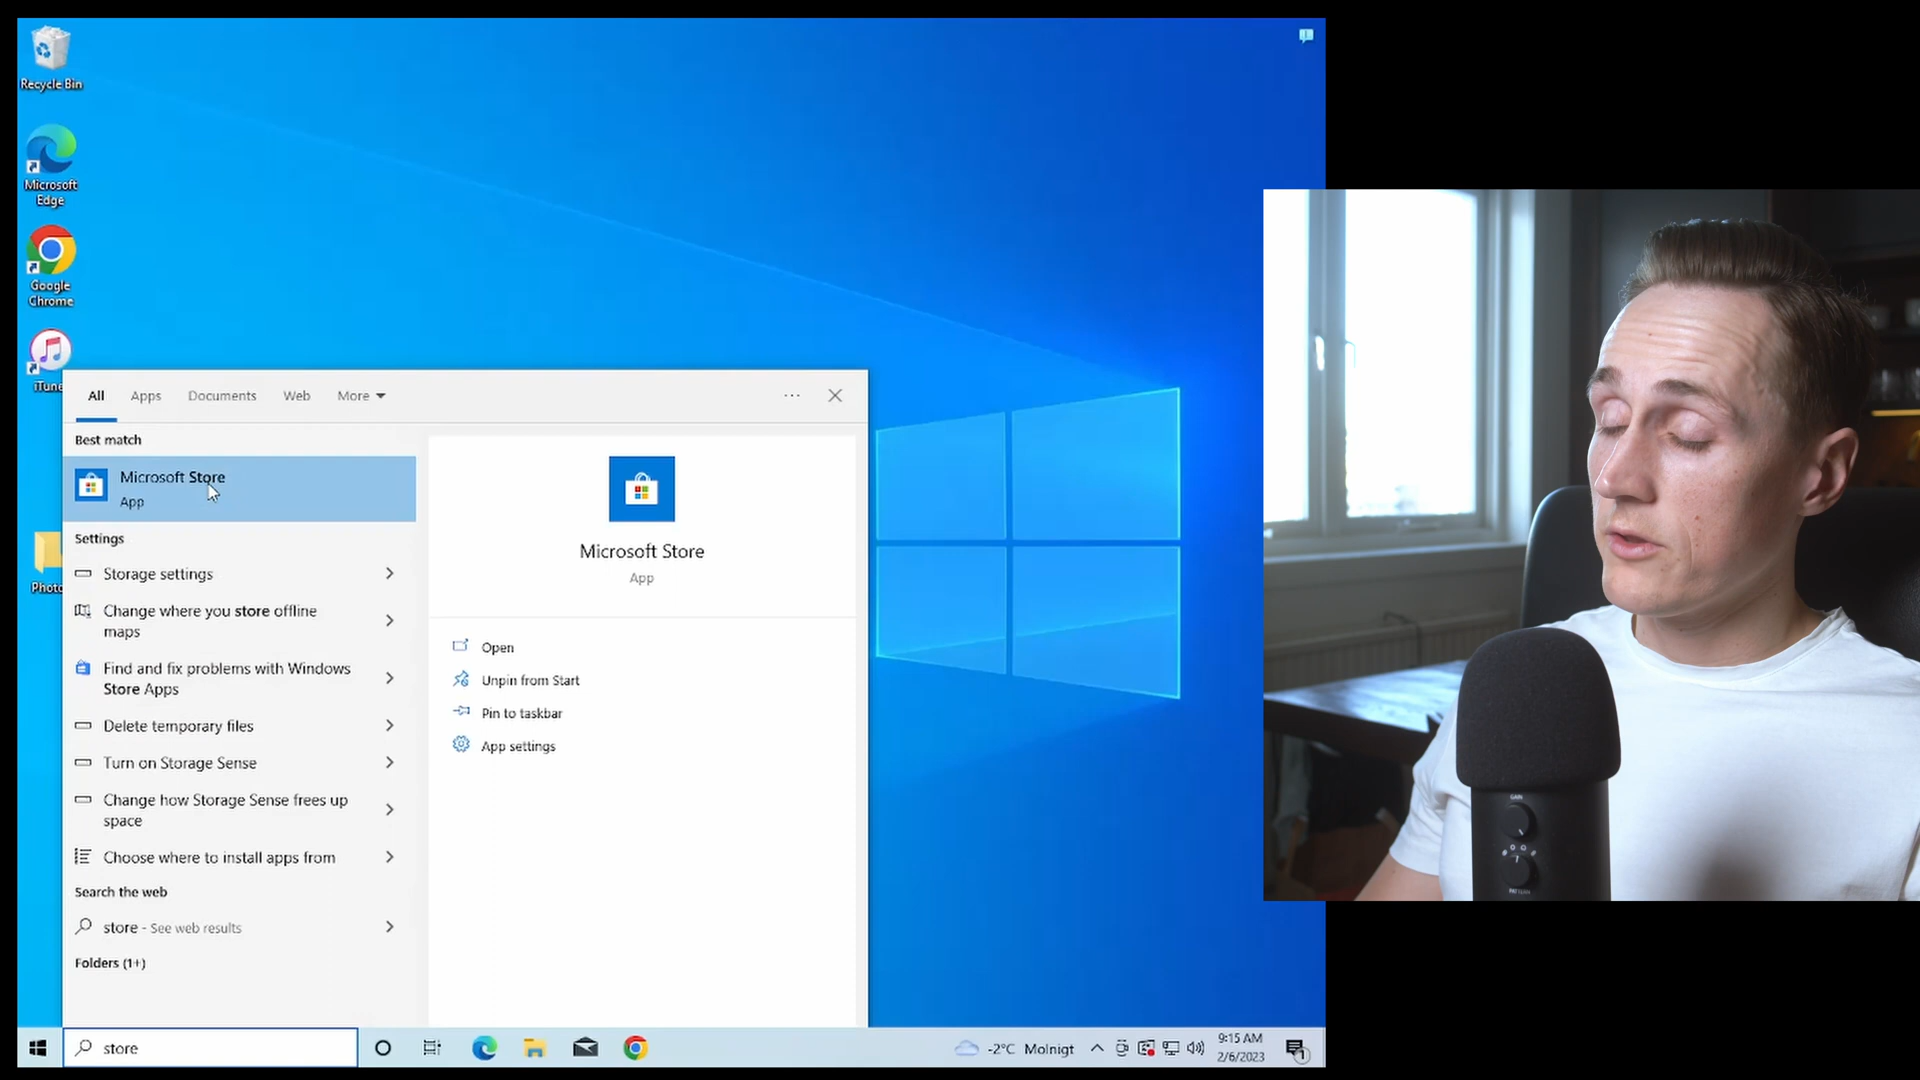 Recycle Bin
Microsoft
Edge
Google
Chrome
iTune
Photo
All
Apps
Documents
Web
More
Best match
Microsoft Store
App
Settings
Storage settings
Change where you store offline
maps
Find and fix problems with Windows
Store Apps
Delete temporary files
Turn on Storage Sense
Change how Storage Sense frees up
space
Choose where to install apps from
Search the web
store - See web results
Folders (1+)
Microsoft Store
App
Open
Unpin from Start
Pin to taskbar
App settings
store
-2°C Molnigt
9:15 AM
2/6/2023
1
GAIN
PATTERN